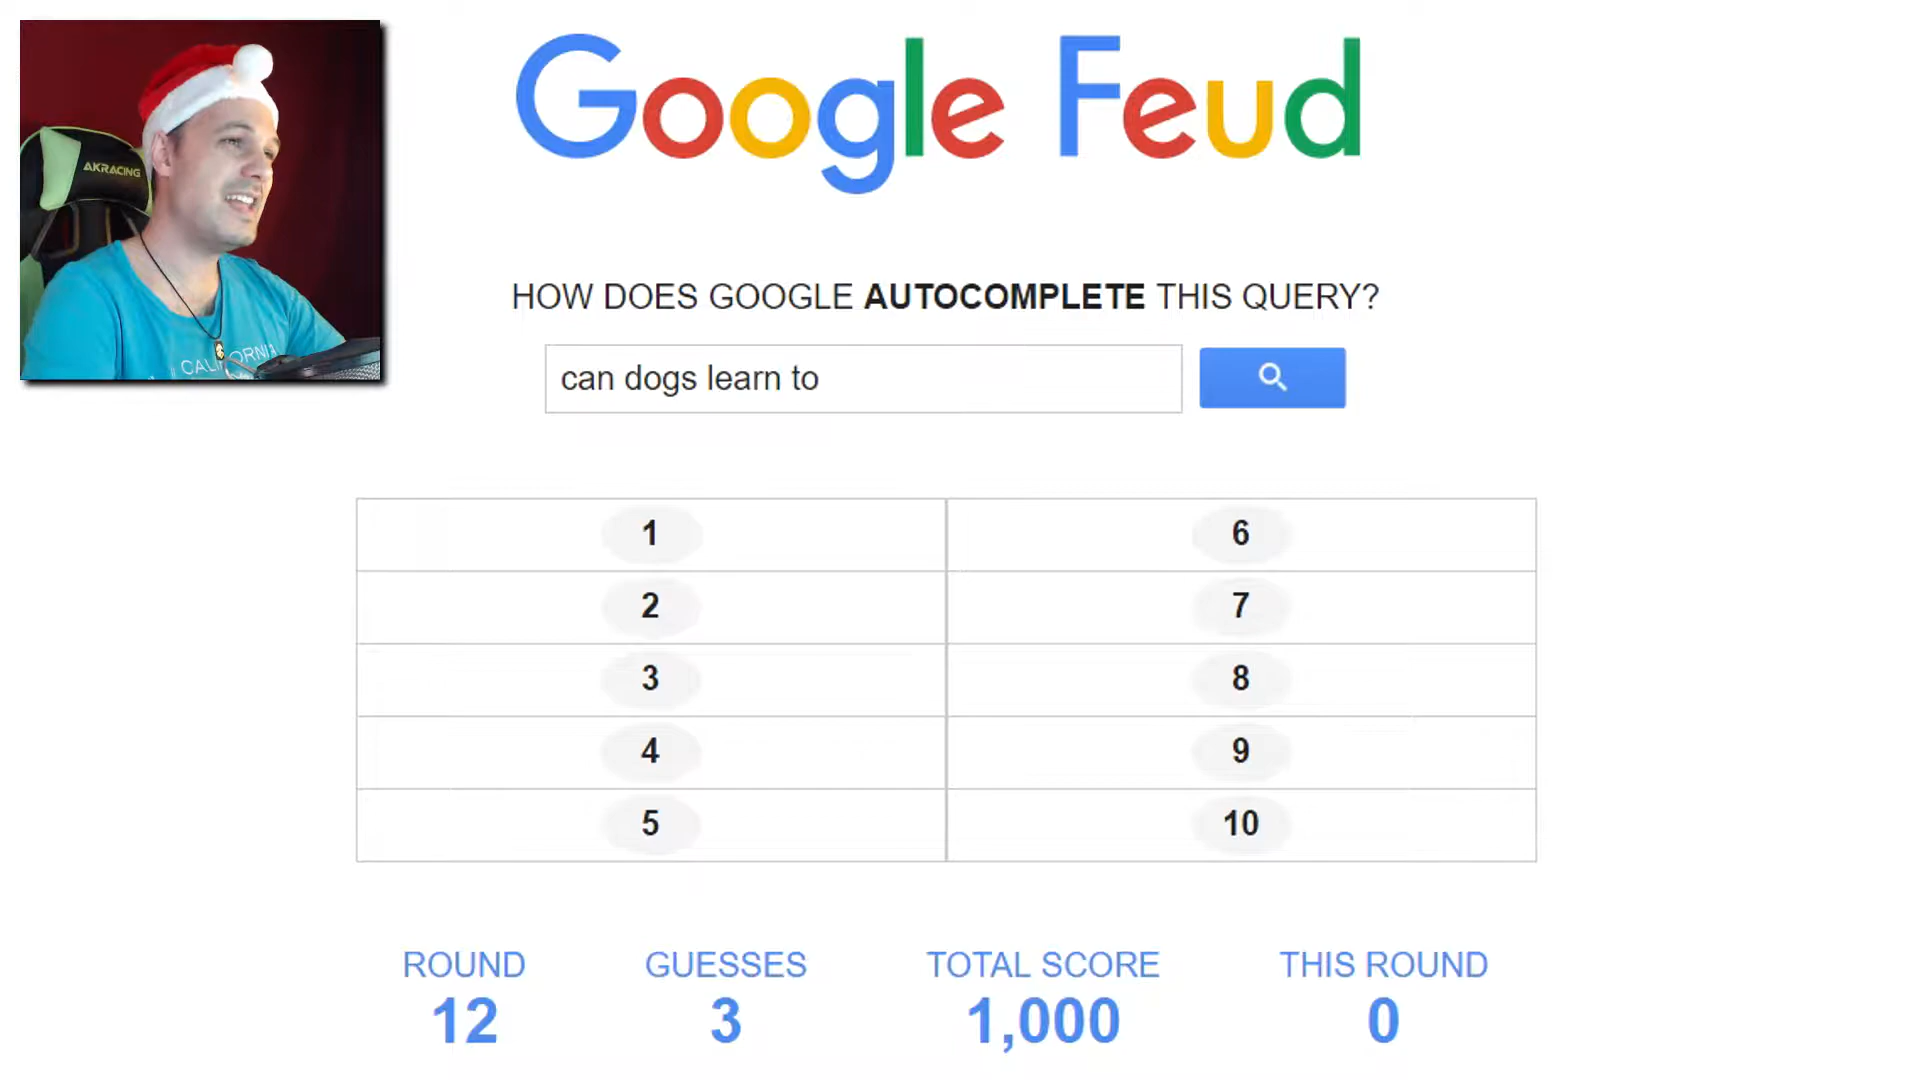 Google Feud
AKRACING
HOW DOES GOOGLE AUTOCOMPLETE THIS QUERY?
can dogs learn to
1 6
2 7
3 8
4 9
5 10
ROUND GUESSES TOTAL SCORE THIS ROUND
12 3 1,000 0